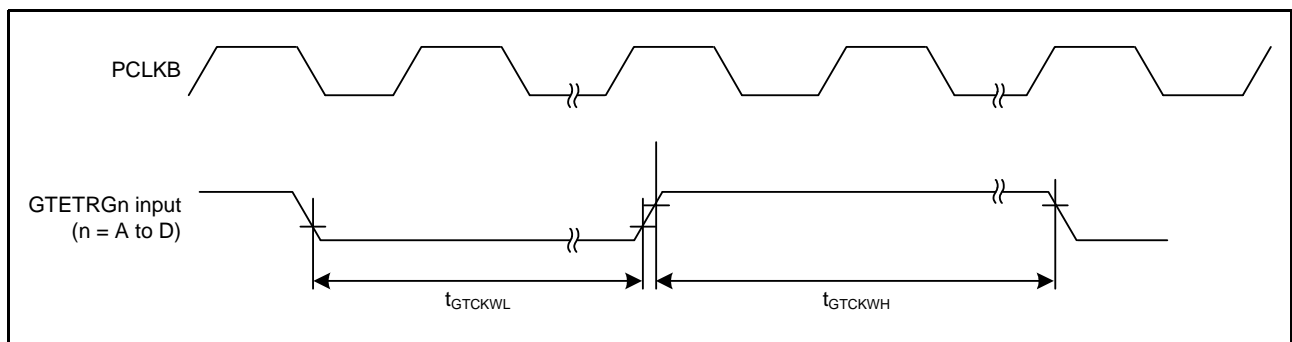 PCLKB
GTETRGn input
(n = A to D)
tGTCKWL
tGTCKWH